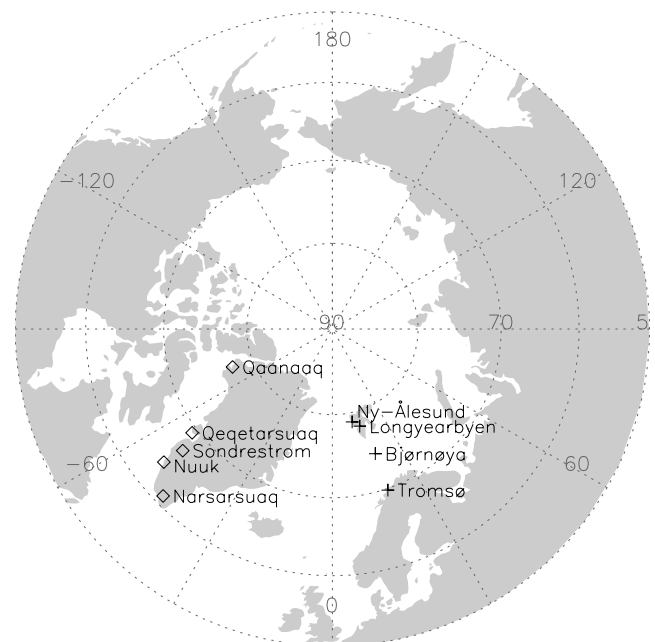 180
−120
120
90
70
5
Qaanaaq
Ny−Ålesund
Longyearbyen
Qeqetarsuaq
Sondrestrom
Bjørnøya
−60
Nuuk
60
Narsarsuaq
Tromsø
0